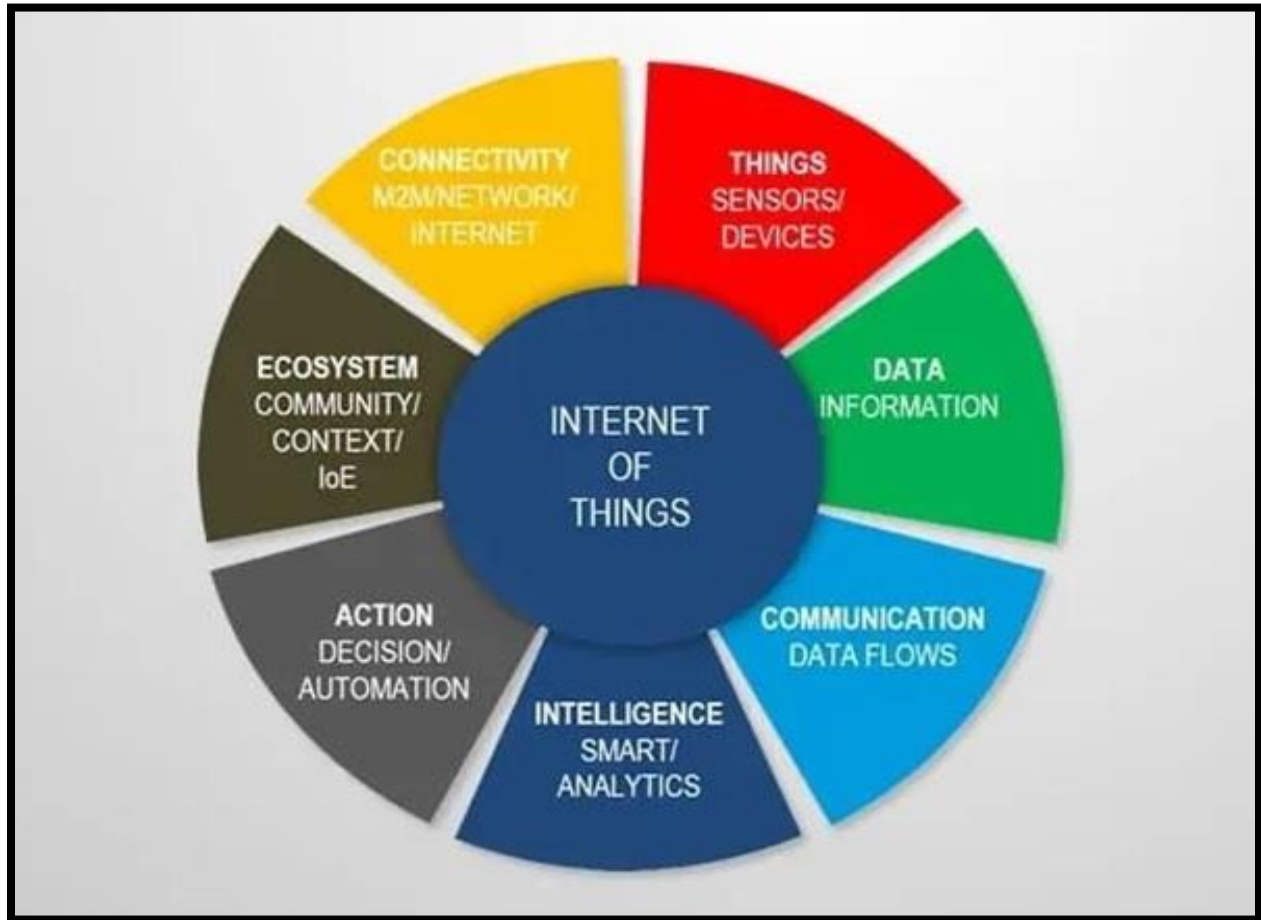 CONNECTIVITY
M2M/NETWORK/
INTERNET
THINGS
SENSORS/
DEVICES
DATA
INFORMATION
COMMUNICATION
DATA FLOWS
INTELLIGENCE
SMART/
ANALYTICS
ACTION
DECISION/
AUTOMATION
ECOSYSTEM
COMMUNITY/
CONTEXT/
IoE
INTERNET
OF
THINGS